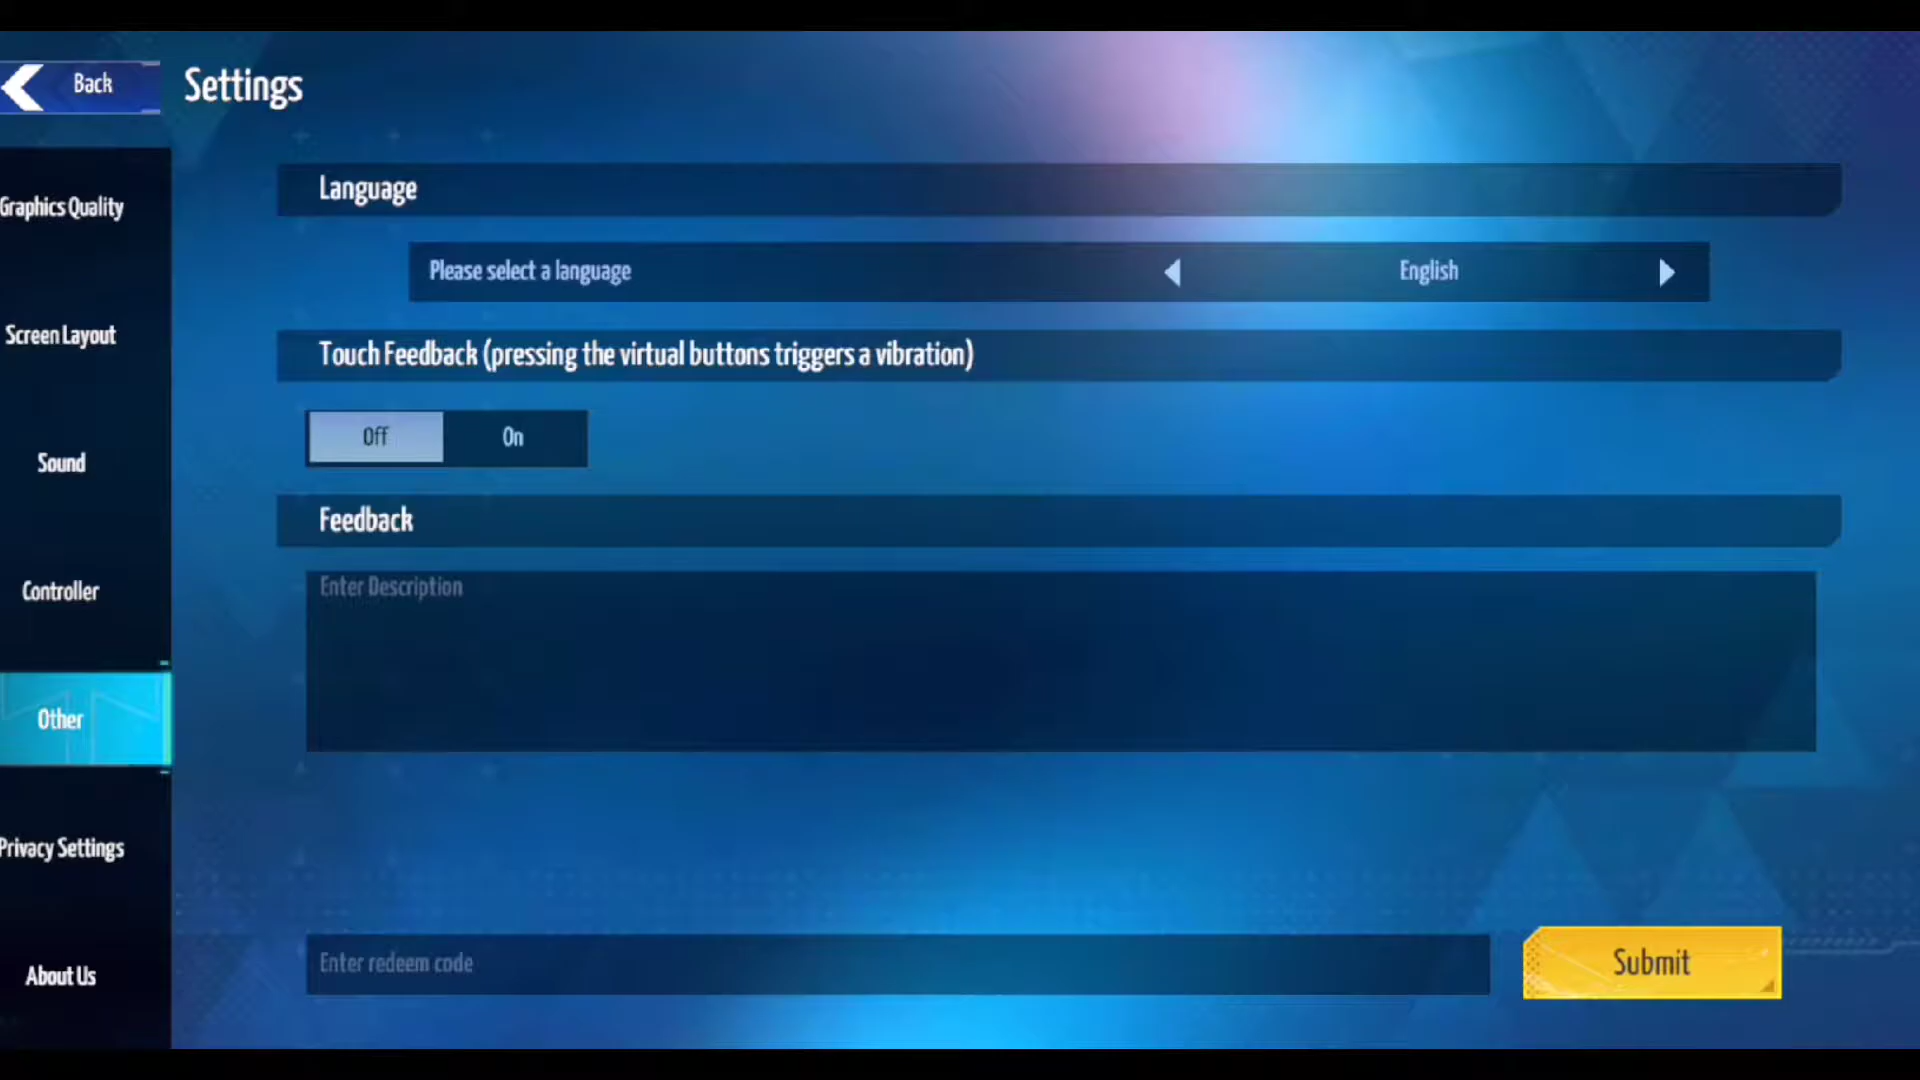 Back
Settings
Graphics Quality
Screen Layout
Sound
Controller
Other
Privacy Settings
About Us
Language
Please select a language
English
Touch Feedback (pressing the virtual buttons triggers a vibration)
Off
On
Feedback
Enter Description
Enter redeem code
Submit